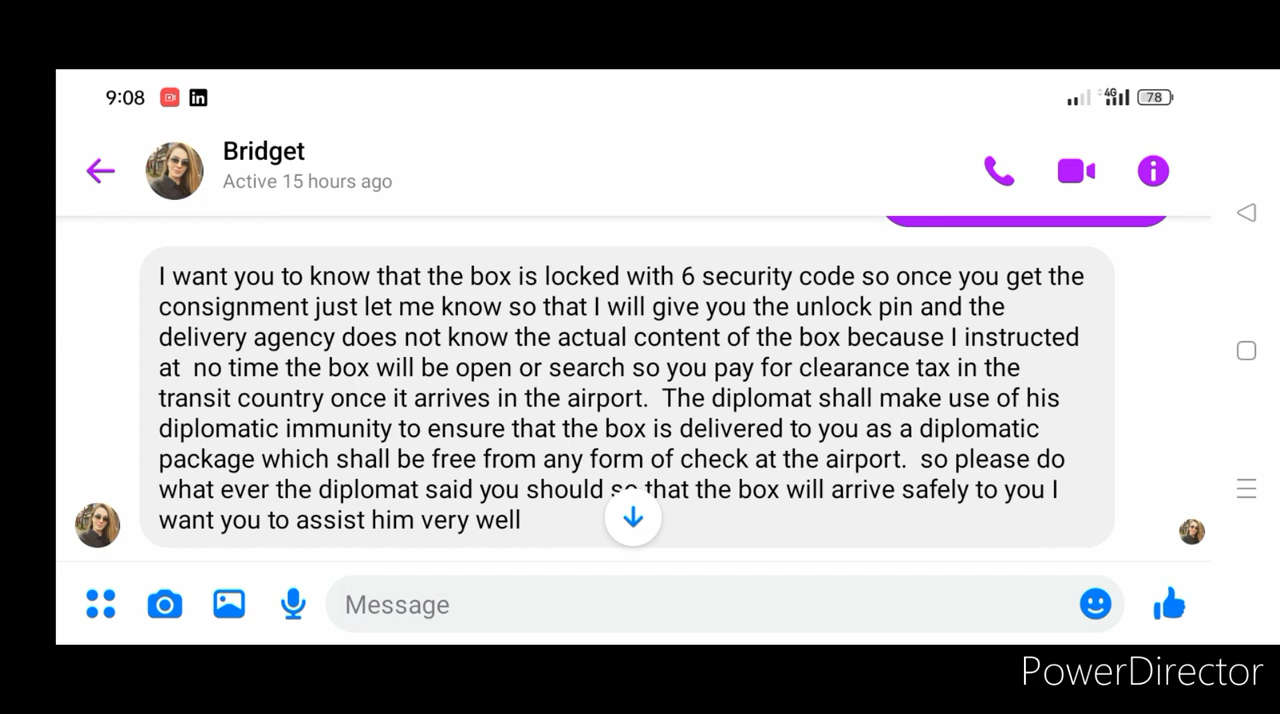 9:08
in
4G
78
Bridget
Active 15 hours ago
I want you to know that the box is locked with 6 security code so once you get the
consignment just let me know so that I will give you the unlock pin and the
delivery agency does not know the actual content of the box because I instructed
at  no time the box will be open or search so you pay for clearance tax in the
transit country once it arrives in the airport.  The diplomat shall make use of his
diplomatic immunity to ensure that the box is delivered to you as a diplomatic
package which shall be free from any form of check at the airport.  so please do
what ever the diplomat said you should so that the box will arrive safely to you I
want you to assist him very well
Message
PowerDirector